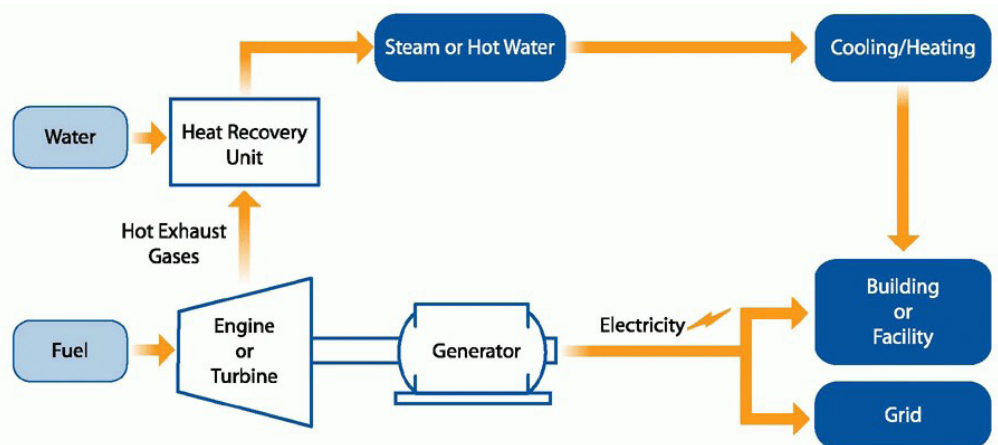 Steam or Hot Water
Cooling/Heating
Water
Heat Recovery
Unit
Hot Exhaust
Gases
Fuel
Engine
or
Turbine
Generator
Electricity
Building
or
Facility
Grid